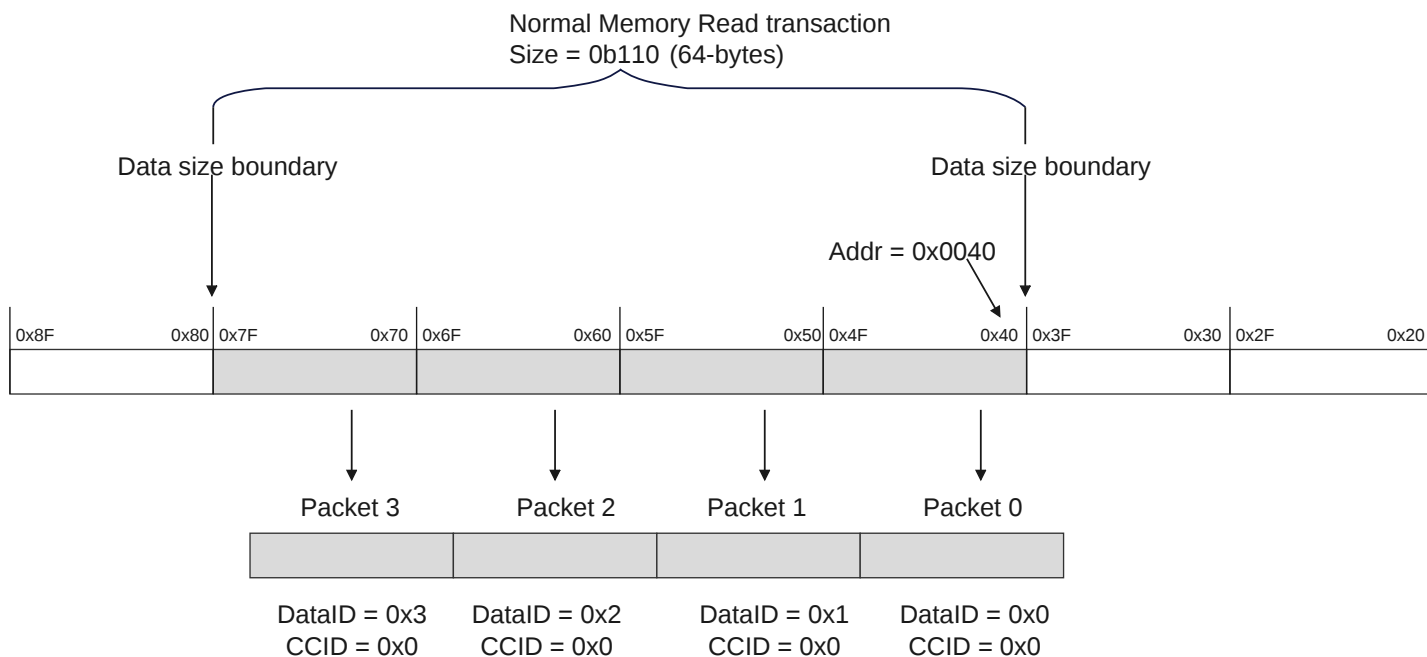 Normal Memory Read transaction
Size = 0b110 (64-bytes)
Data size boundary
Data size boundary
Addr = 0x0040
0x8F 0x80 0x7F 0x70 0x6F 0x60 0x5F 0x50 0x4F 0x40 0x3F 0x30 0x2F 0x20
Packet 3 Packet 2 Packet 1 Packet 0
DataID = 0x3 DataID = 0x2 DataID = 0x1 DataID = 0x0
CCID = 0x0 CCID = 0x0 CCID = 0x0 CCID = 0x0